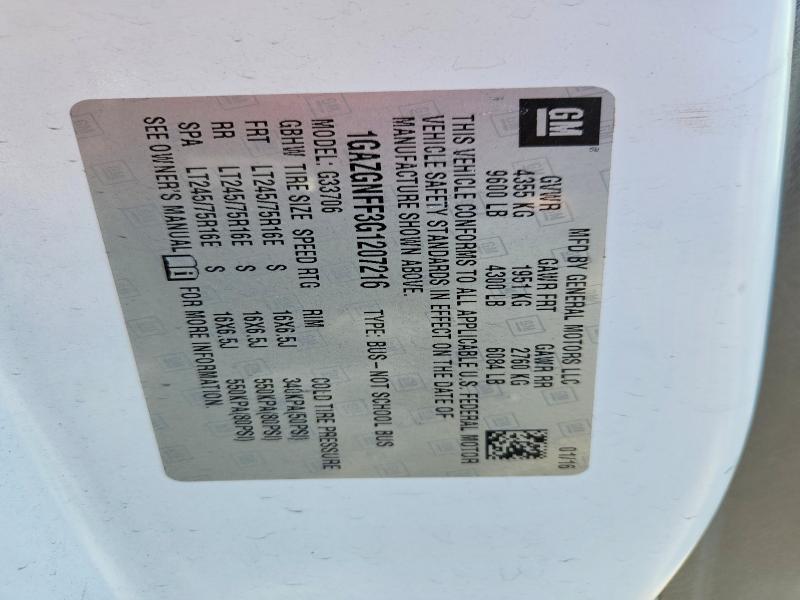 GM ®
MFD BY GENERAL MOTORS LLC 01/16
GVWR GAWR FRT GAWR RR
4355 KG 1951 KG 2760 KG
9600 LB 4300 LB 6084 LB
THIS VEHICLE CONFORMS TO ALL APPLICABLE U.S. FEDERAL MOTOR
VEHICLE SAFETY STANDARDS IN EFFECT ON THE DATE OF
MANUFACTURE SHOWN ABOVE.
1GAZGNFF3G1207216 TYPE: BUS–NOT SCHOOL BUS
MODEL: G33706
GBHW TIRE SIZE SPEED RTG RIM COLD TIRE PRESSURE
FRT LT245/75R16E S 16X6.5J 340KPA(50PSI)
RR LT245/75R16E S 16X6.5J 550KPA(80PSI)
SPA LT245/75R16E S 16X6.5J 550KPA(80PSI)
SEE OWNER'S MANUAL FOR MORE INFORMATION.